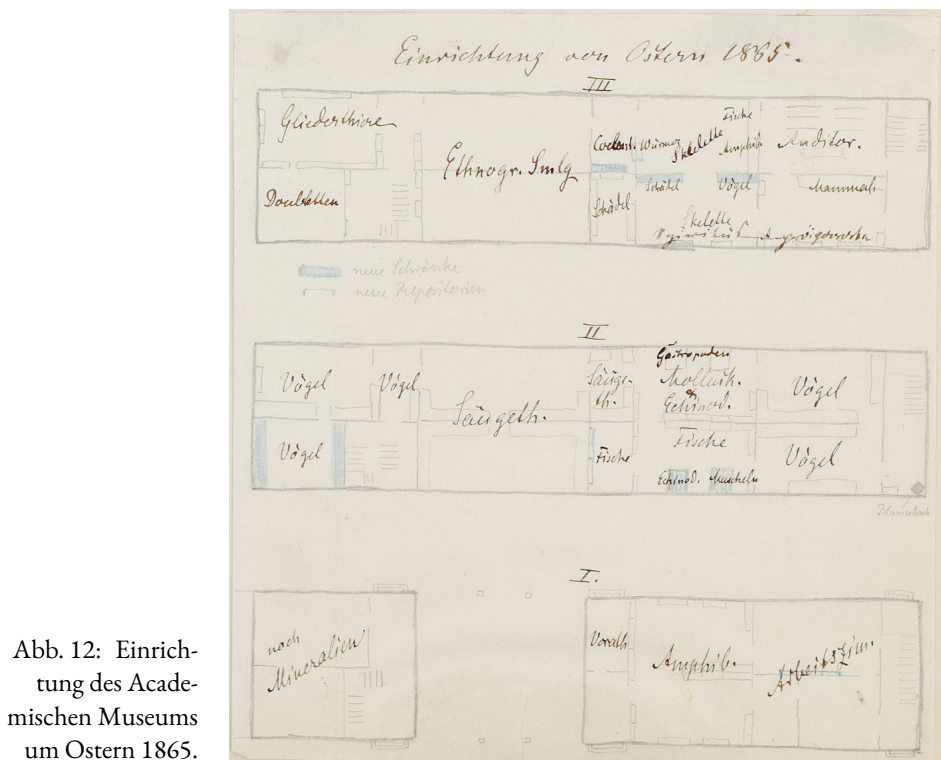 Einrichtung von Ostern 1865.
III
Gliederthiere
Doubletten
Ethnogr. Smlg
Coelent.
Würmer
Skelette
Fische
Amphib.
Auditor.
Schädel
Schädel
Vögel
Mammal.
Skelette
neue Schränke
neue Repositorien
II
Vögel
Vögel
Vögel
Säugeth.
Säuge-
th.
Fische
Gastropoden
Mollusk.
Echinod.
Fische
Echinod.
Muscheln
Vögel
Vögel
Blumenbach
I.
noch
Mineralien
Vorath
Amphib.
Arbeitszim.
Abb. 12: Einrich-
tung des Acade-
mischen Museums
um Ostern 1865.